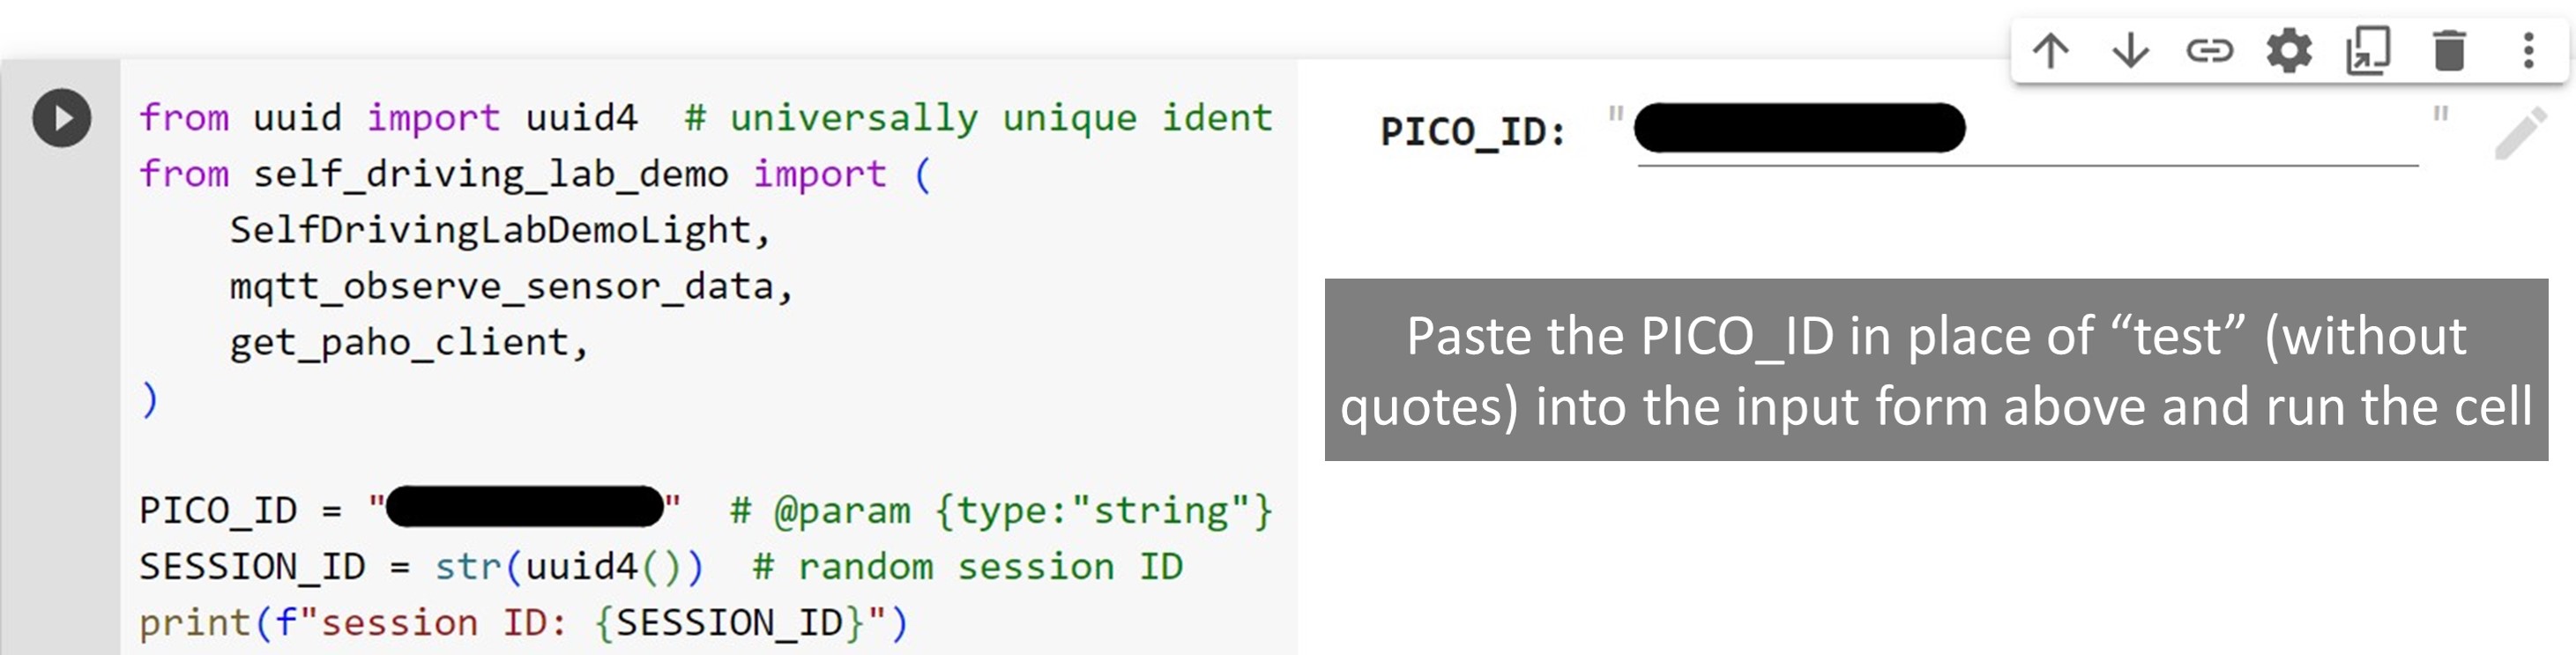 from uuid import uuid4  # universally unique ident
from self_driving_lab_demo import (
    SelfDrivingLabDemoLight,
    mqtt_observe_sensor_data,
    get_paho_client,
)
PICO_ID = ""  # @param {type:"string"}
SESSION_ID = str(uuid4())  # random session ID
print(f"session ID: {SESSION_ID}")
PICO_ID: " "
Paste the PICO_ID in place of “test” (without
quotes) into the input form above and run the cell